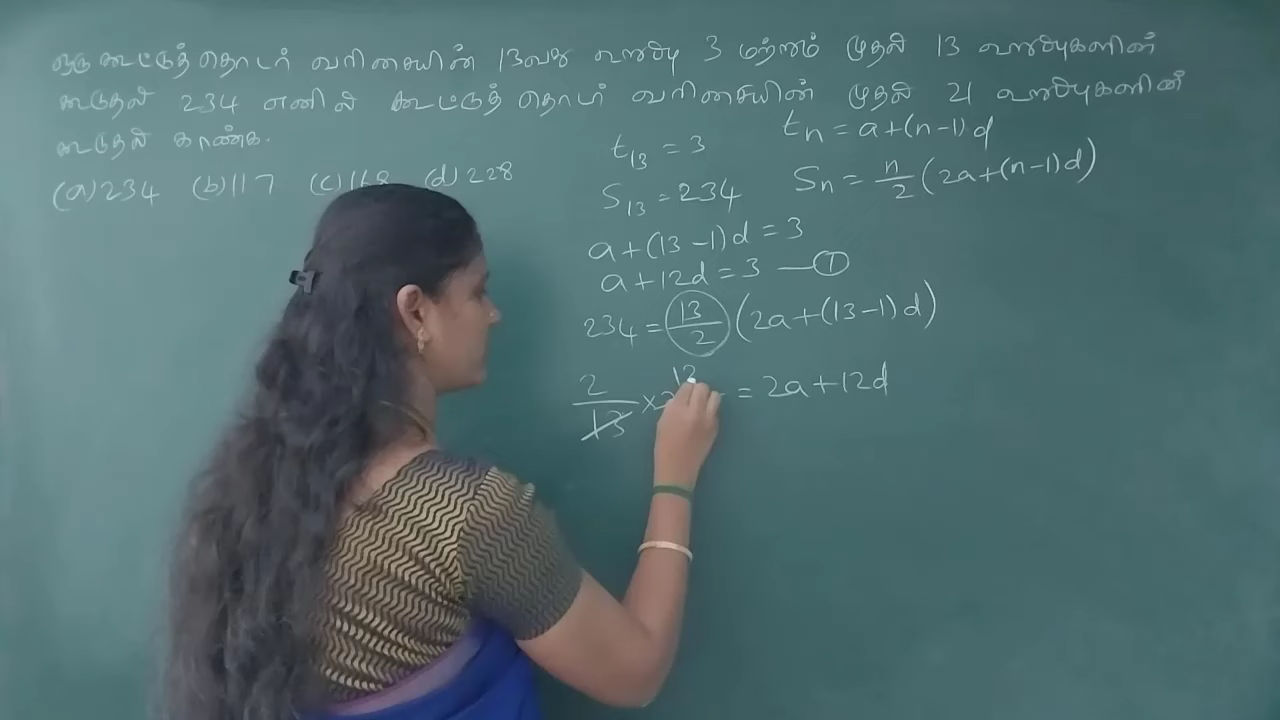 ஒரு கூட்டுத் தொடர் வரிசையின் 13வது உறுப்பு 3 மற்றும் முதல் 13 உறுப்புகளின்
கூடுதல் 234 எனில் கூட்டுத் தொடர் வரிசையின் முதல் 21 உறுப்புகளின்
கூடுதல் காண்க.
(a) 234 (b) 117 (c) 168 (d) 228
t₁₃ = 3
tₙ = a+(n-1)d
S₁₃ = 234
Sₙ = n/2 (2a+(n-1)d)
a+(13-1)d = 3
a+12d = 3 — ①
234 = 13/2 (2a+(13-1)d)
2/13 × = 2a+12d